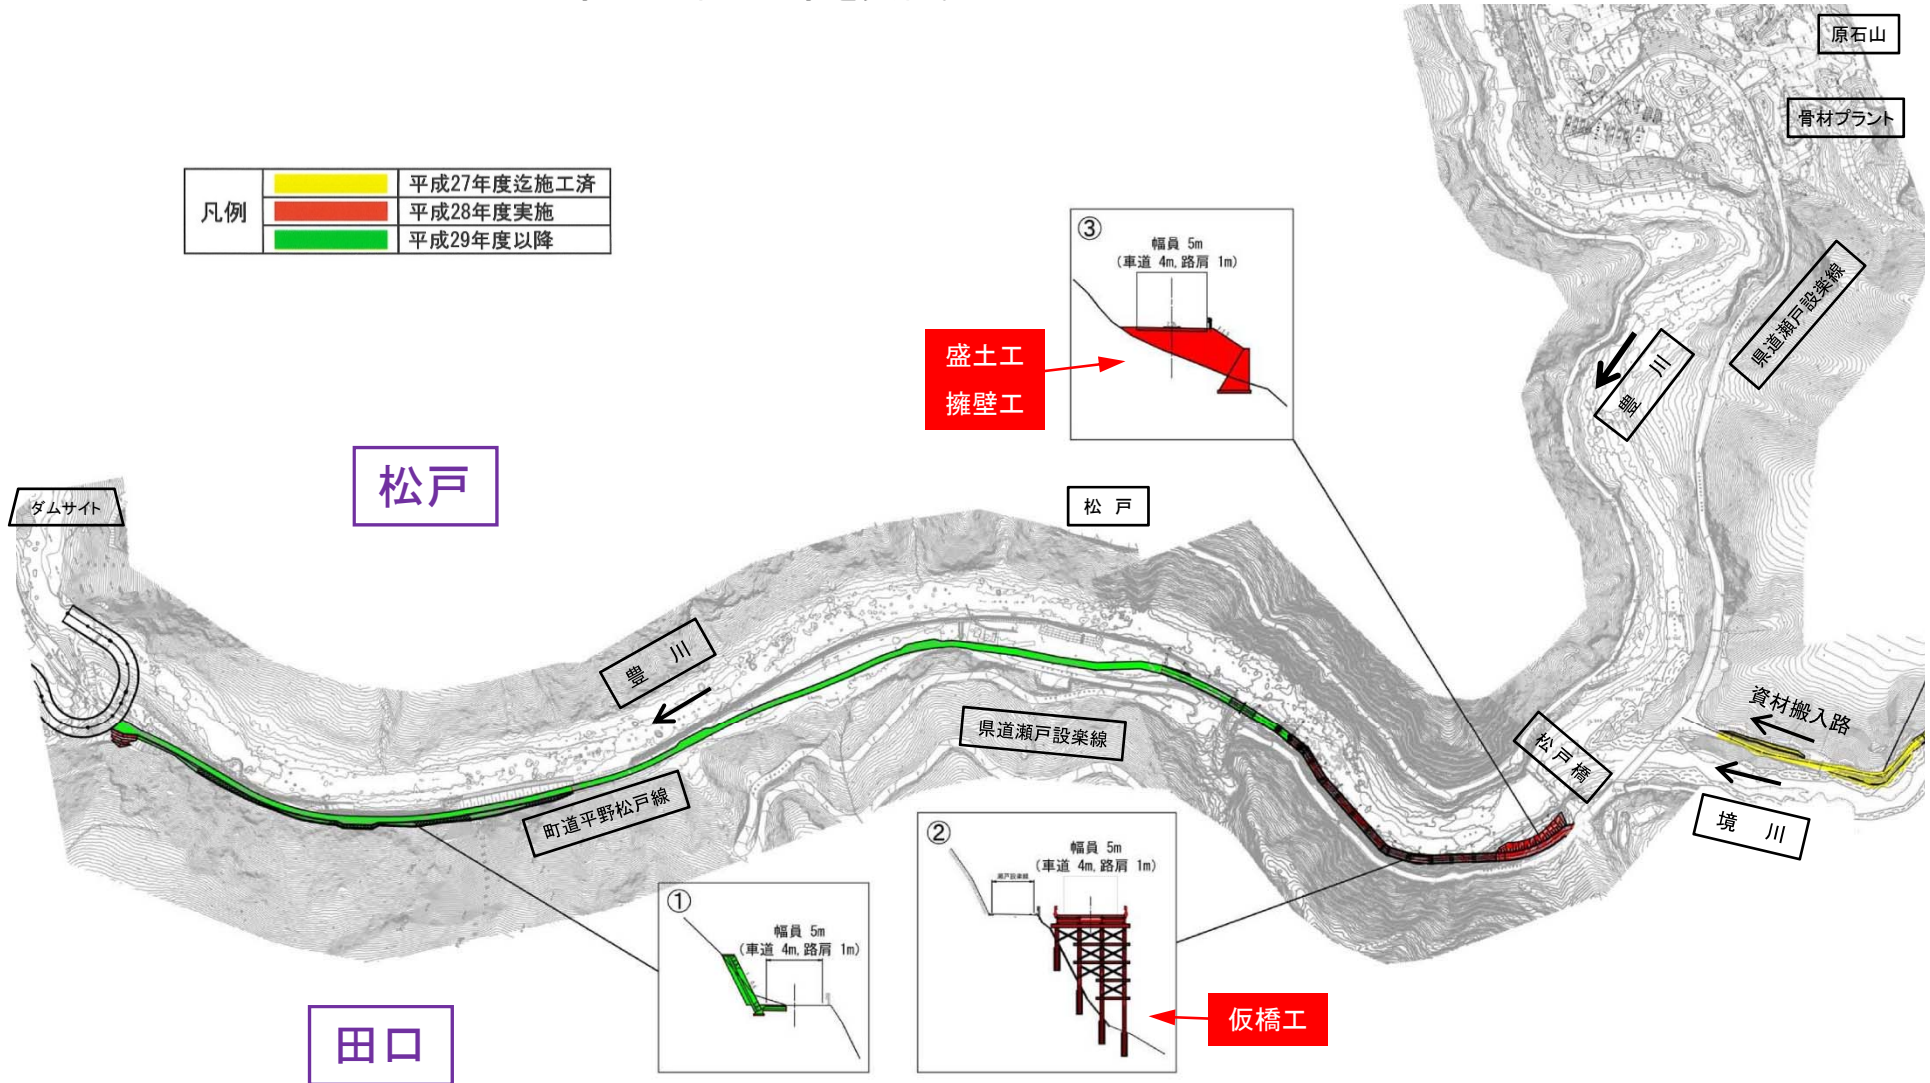 原石山
骨材プラント
凡例
平成27年度迄施工済
平成28年度実施
平成29年度以降
③
幅員 5m
(車道 4m, 路肩 1m)
盛土工
擁壁工
県道瀬戸設楽線
豊 川
松戸
松 戸
ダムサイト
豊 川
県道瀬戸設楽線
町道平野松戸線
資材搬入路
松戸橋
境 川
①
幅員 5m
(車道 4m, 路肩 1m)
②
幅員 5m
(車道 4m, 路肩 1m)
瀬戸設楽線
仮橋工
田口